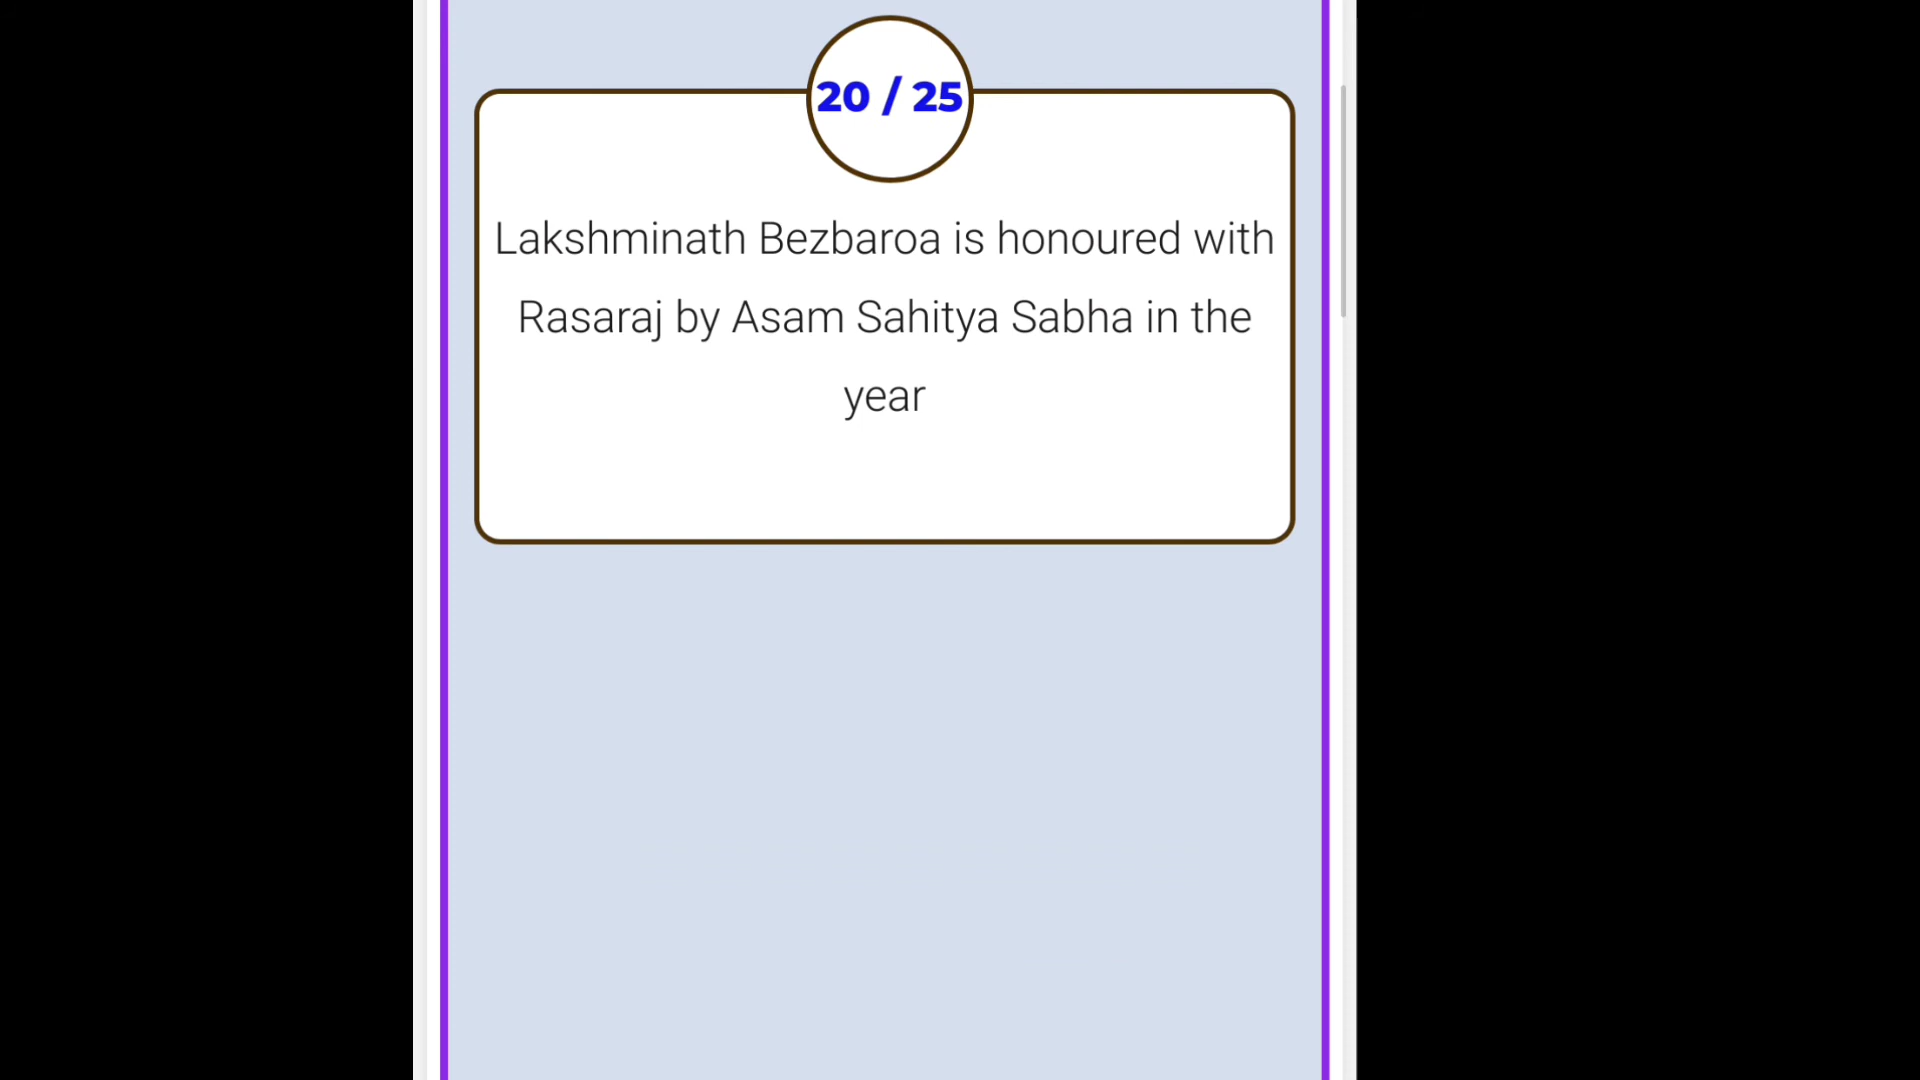 20 / 25
Lakshminath Bezbaroa is honoured with
Rasaraj by Asam Sahitya Sabha in the
year